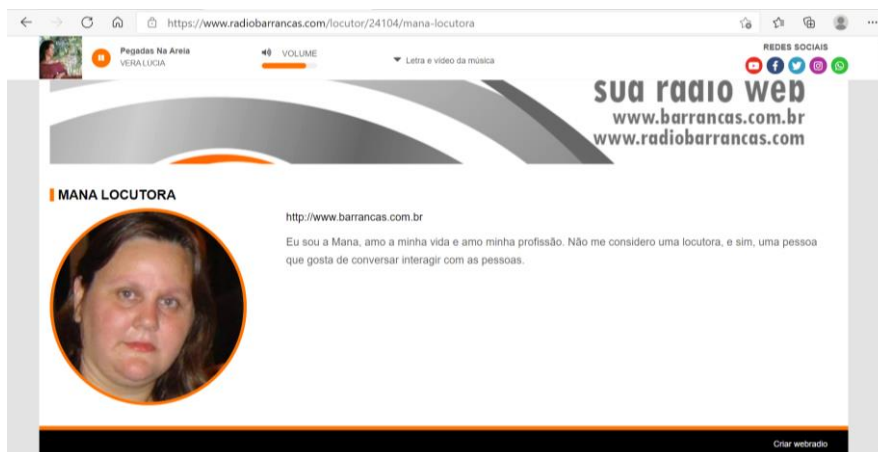 https://www.radiobarrancas.com/locutor/24104/mana-locutora
Pegadas Na Areia
VERA LUCIA
VOLUME
Letra e vídeo da música
REDES SOCIAIS
sua radio web
www.barrancas.com.br
www.radiobarrancas.com
MANA LOCUTORA
http://www.barrancas.com.br
Eu sou a Mana, amo a minha vida e amo minha profissão. Não me considero uma locutora, e sim, uma pessoa
que gosta de conversar interagir com as pessoas.
Criar webradio